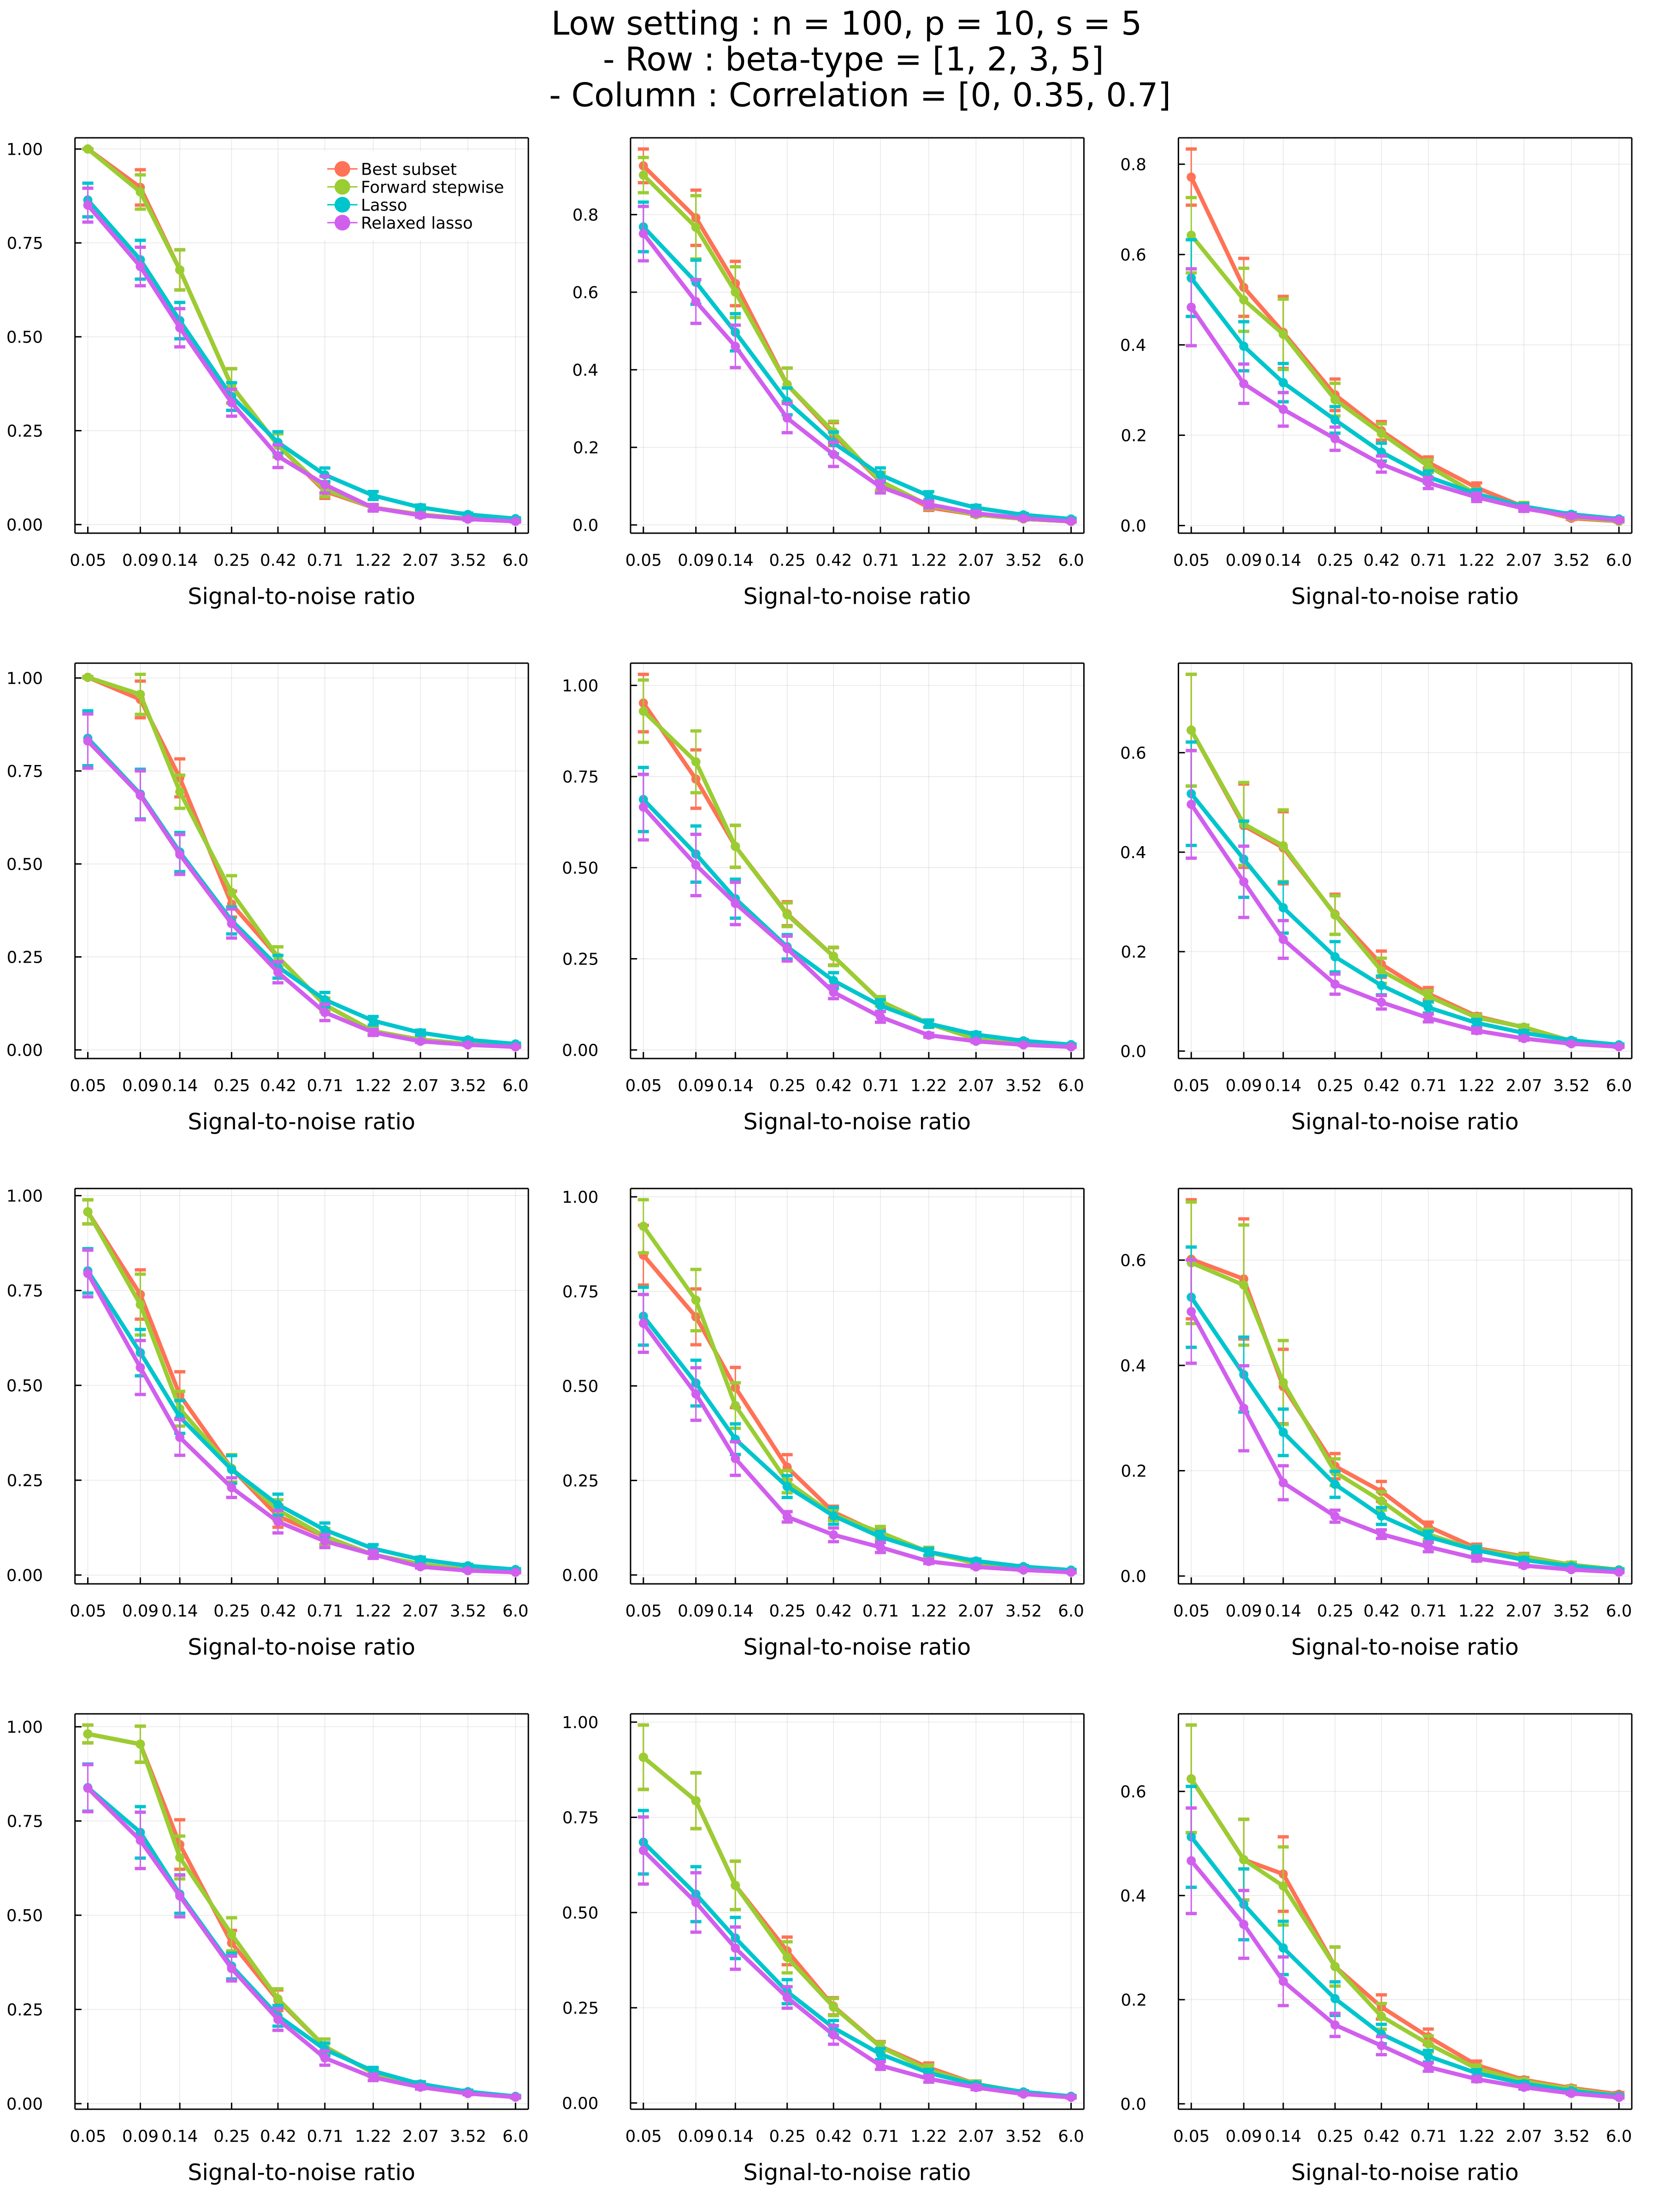 Low setting : n = 100, p = 10, s = 5
- Row : beta-type = [1, 2, 3, 5]
- Column : Correlation = [0, 0.35, 0.7]
1.00
0.75
0.50
0.25
0.00
Best subset
Forward stepwise
Lasso
Relaxed lasso
0.05 0.09 0.14 0.25 0.42 0.71 1.22 2.07 3.52 6.0
Signal-to-noise ratio
0.8
0.6
0.4
0.2
0.0
0.05 0.09 0.14 0.25 0.42 0.71 1.22 2.07 3.52 6.0
Signal-to-noise ratio
0.8
0.6
0.4
0.2
0.0
0.05 0.09 0.14 0.25 0.42 0.71 1.22 2.07 3.52 6.0
Signal-to-noise ratio
1.00
0.75
0.50
0.25
0.00
0.05 0.09 0.14 0.25 0.42 0.71 1.22 2.07 3.52 6.0
Signal-to-noise ratio
1.00
0.75
0.50
0.25
0.00
0.05 0.09 0.14 0.25 0.42 0.71 1.22 2.07 3.52 6.0
Signal-to-noise ratio
0.6
0.4
0.2
0.0
0.05 0.09 0.14 0.25 0.42 0.71 1.22 2.07 3.52 6.0
Signal-to-noise ratio
1.00
0.75
0.50
0.25
0.00
0.05 0.09 0.14 0.25 0.42 0.71 1.22 2.07 3.52 6.0
Signal-to-noise ratio
1.00
0.75
0.50
0.25
0.00
0.05 0.09 0.14 0.25 0.42 0.71 1.22 2.07 3.52 6.0
Signal-to-noise ratio
0.6
0.4
0.2
0.0
0.05 0.09 0.14 0.25 0.42 0.71 1.22 2.07 3.52 6.0
Signal-to-noise ratio
1.00
0.75
0.50
0.25
0.00
0.05 0.09 0.14 0.25 0.42 0.71 1.22 2.07 3.52 6.0
Signal-to-noise ratio
1.00
0.75
0.50
0.25
0.00
0.05 0.09 0.14 0.25 0.42 0.71 1.22 2.07 3.52 6.0
Signal-to-noise ratio
0.6
0.4
0.2
0.0
0.05 0.09 0.14 0.25 0.42 0.71 1.22 2.07 3.52 6.0
Signal-to-noise ratio